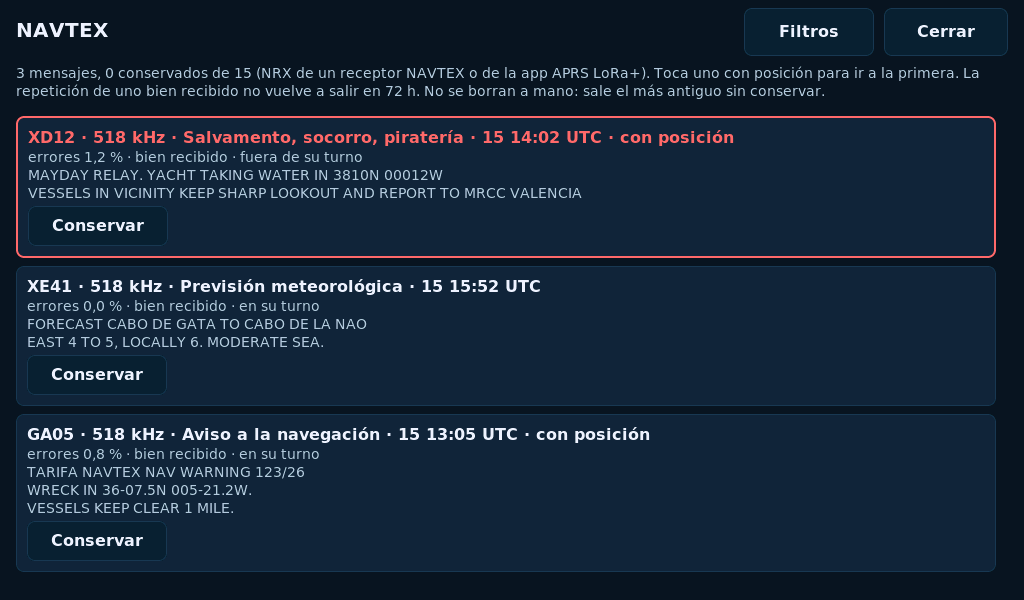 NAVTEX
Filtros
Cerrar
3 mensajes, 0 conservados de 15 (NRX de un receptor NAVTEX o de la app APRS LoRa+). Toca uno con posición para ir a la primera. La
repetición de uno bien recibido no vuelve a salir en 72 h. No se borran a mano: sale el más antiguo sin conservar.
XD12 · 518 kHz · Salvamento, socorro, piratería · 15 14:02 UTC · con posición
errores 1,2 % · bien recibido · fuera de su turno
MAYDAY RELAY. YACHT TAKING WATER IN 3810N 00012W
VESSELS IN VICINITY KEEP SHARP LOOKOUT AND REPORT TO MRCC VALENCIA
Conservar
XE41 · 518 kHz · Previsión meteorológica · 15 15:52 UTC
errores 0,0 % · bien recibido · en su turno
FORECAST CABO DE GATA TO CABO DE LA NAO
EAST 4 TO 5, LOCALLY 6. MODERATE SEA.
Conservar
GA05 · 518 kHz · Aviso a la navegación · 15 13:05 UTC · con posición
errores 0,8 % · bien recibido · en su turno
TARIFA NAVTEX NAV WARNING 123/26
WRECK IN 36-07.5N 005-21.2W.
VESSELS KEEP CLEAR 1 MILE.
Conservar